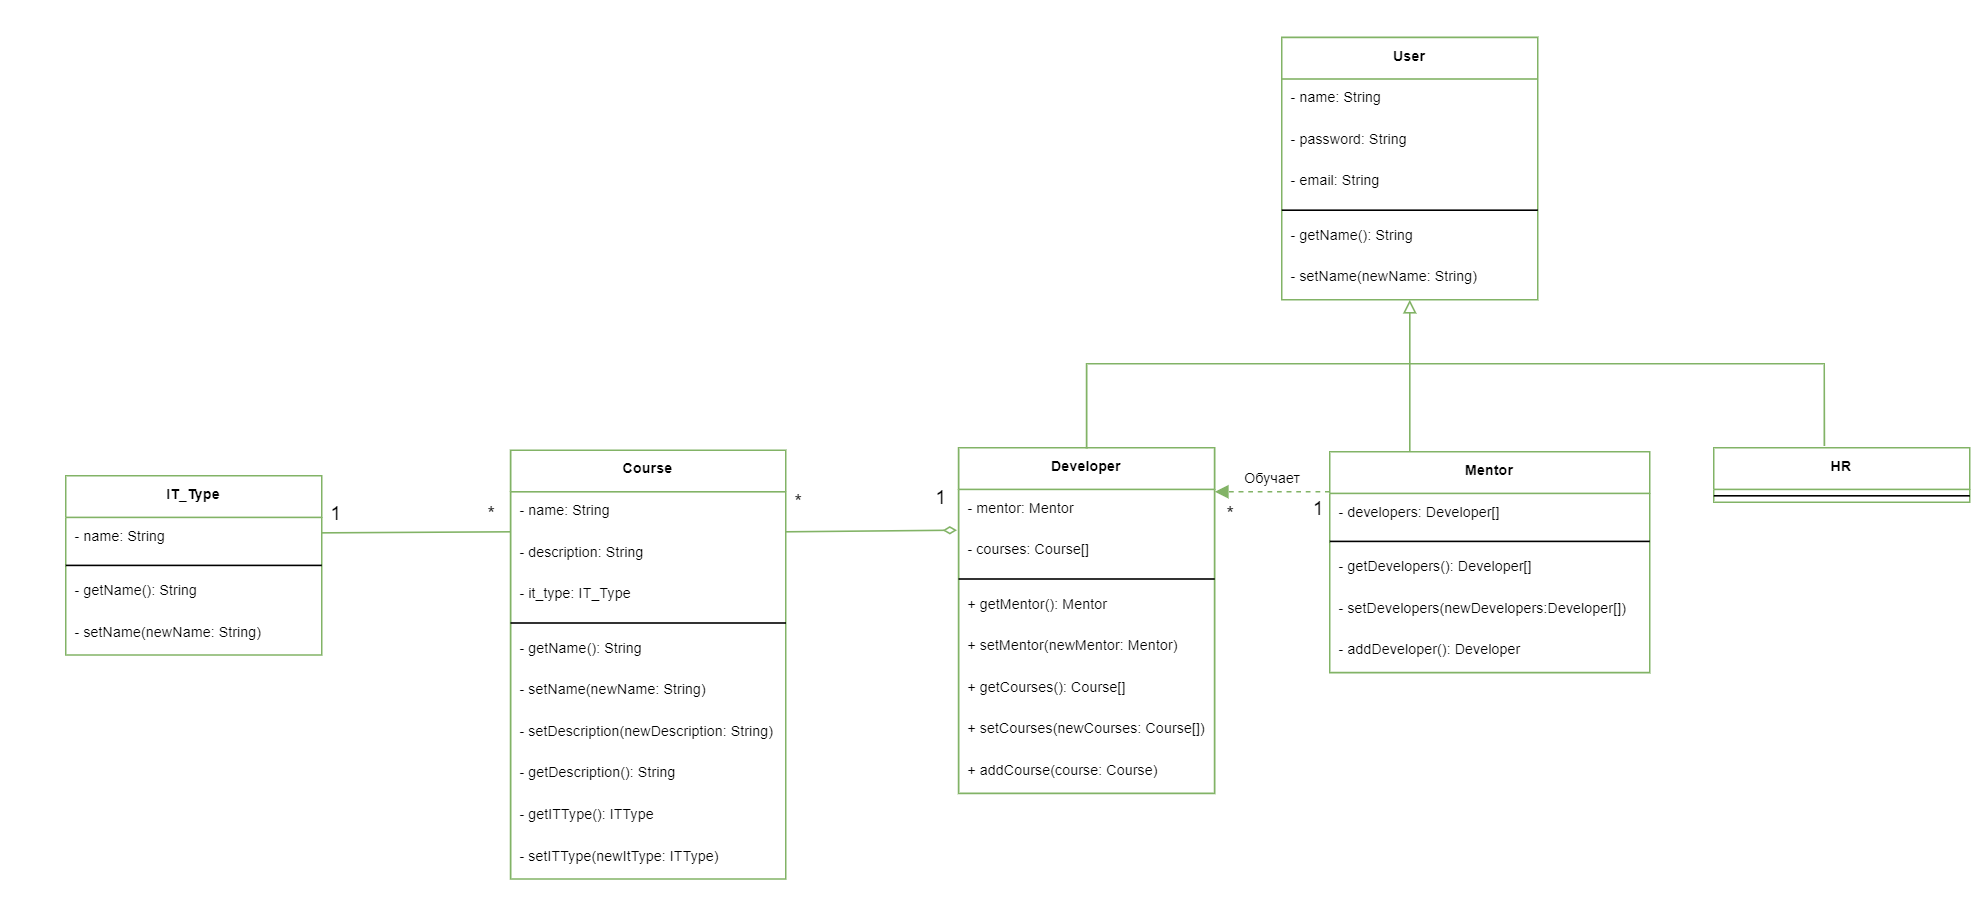 User
- name: String
- password: String
- email: String
- getName(): String
- setName(newName: String)
IT_Type
- name: String
- getName(): String
- setName(newName: String)
1
*
Course
- name: String
- description: String
- it_type: IT_Type
- getName(): String
- setName(newName: String)
- setDescription(newDescription: String)
- getDescription(): String
- getITType(): ITType
- setITType(newItType: ITType)
*
1
Developer
- mentor: Mentor
- courses: Course[]
+ getMentor(): Mentor
+ setMentor(newMentor: Mentor)
+ getCourses(): Course[]
+ setCourses(newCourses: Course[])
+ addCourse(course: Course)
Обучает
*
1
Mentor
- developers: Developer[]
- getDevelopers(): Developer[]
- setDevelopers(newDevelopers:Developer[])
- addDeveloper(): Developer
HR